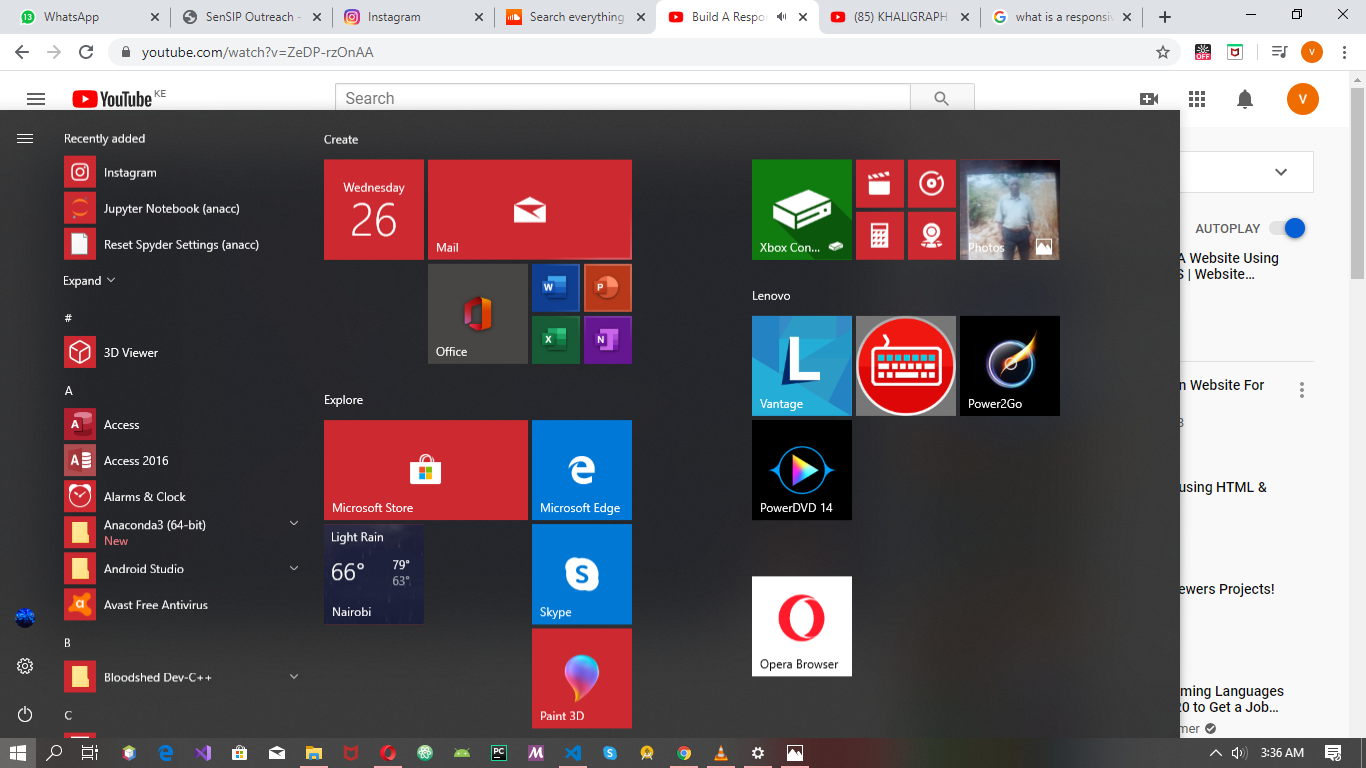 WhatsApp
SenSIP Outreach -
Instagram
Search everything
Build A Respo
(85) KHALIGRAPH
what is a responsi
youtube.com/watch?v=ZeDP-rzOnAA
OFF
V
YouTube KE
Search
V
Recently added
Instagram
Jupyter Notebook (anacc)
Reset Spyder Settings (anacc)
Expand
#
3D Viewer
A
Access
Access 2016
Alarms & Clock
Anaconda3 (64-bit)
New
Android Studio
Avast Free Antivirus
B
Bloodshed Dev-C++
C
Create
Wednesday
26
Mail
Office
Explore
Microsoft Store
Microsoft Edge
Light Rain
66°
79°
63°
Nairobi
Skype
Paint 3D
Xbox Con...
Photos
Lenovo
L
Vantage
Power2Go
PowerDVD 14
Opera Browser
AUTOPLAY
A Website Using
S | Website...
n Website For
using HTML &
ewers Projects!
ming Languages
20 to Get a Job...
mer
3:36 AM